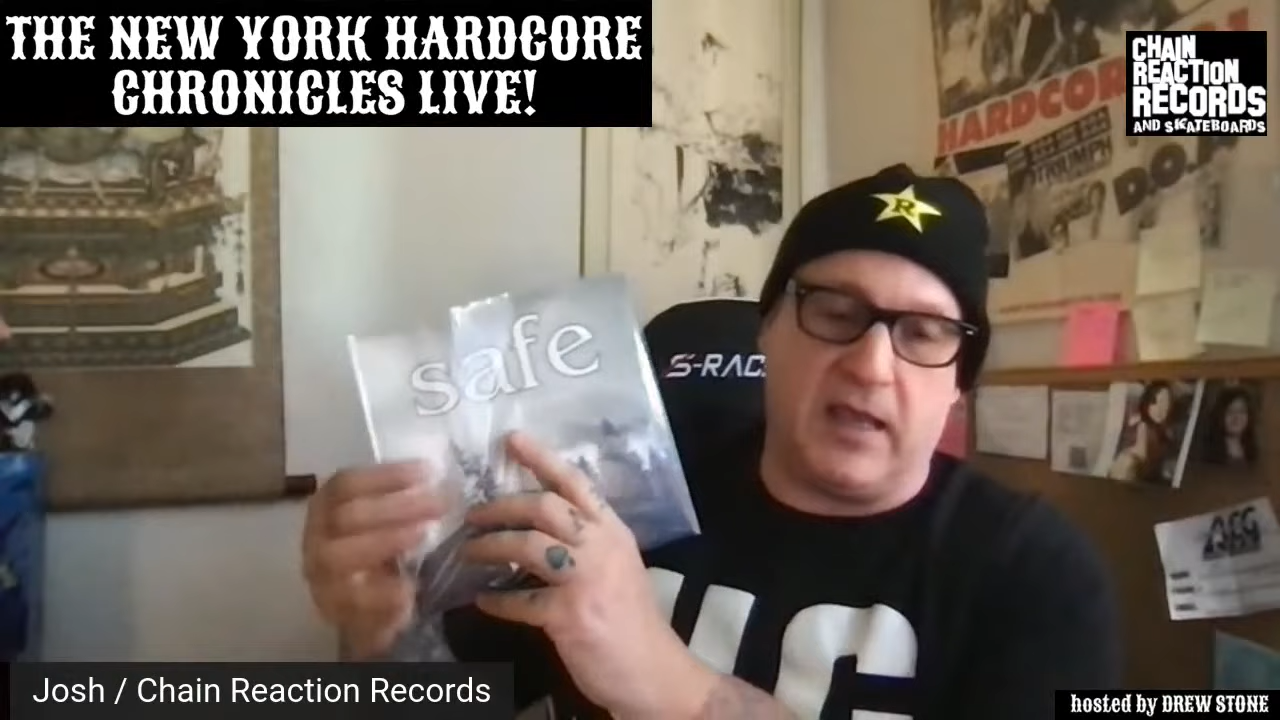 THE NEW YORK HARDCORE
CHRONICLES LIVE!
CHAIN
REACTION
RECORDS
AND SKATEBOARDS
HARDCOR
TRIUMPH
D.O.A
R
safe
S-RAC
Josh / Chain Reaction Records
hosted by DREW STONE